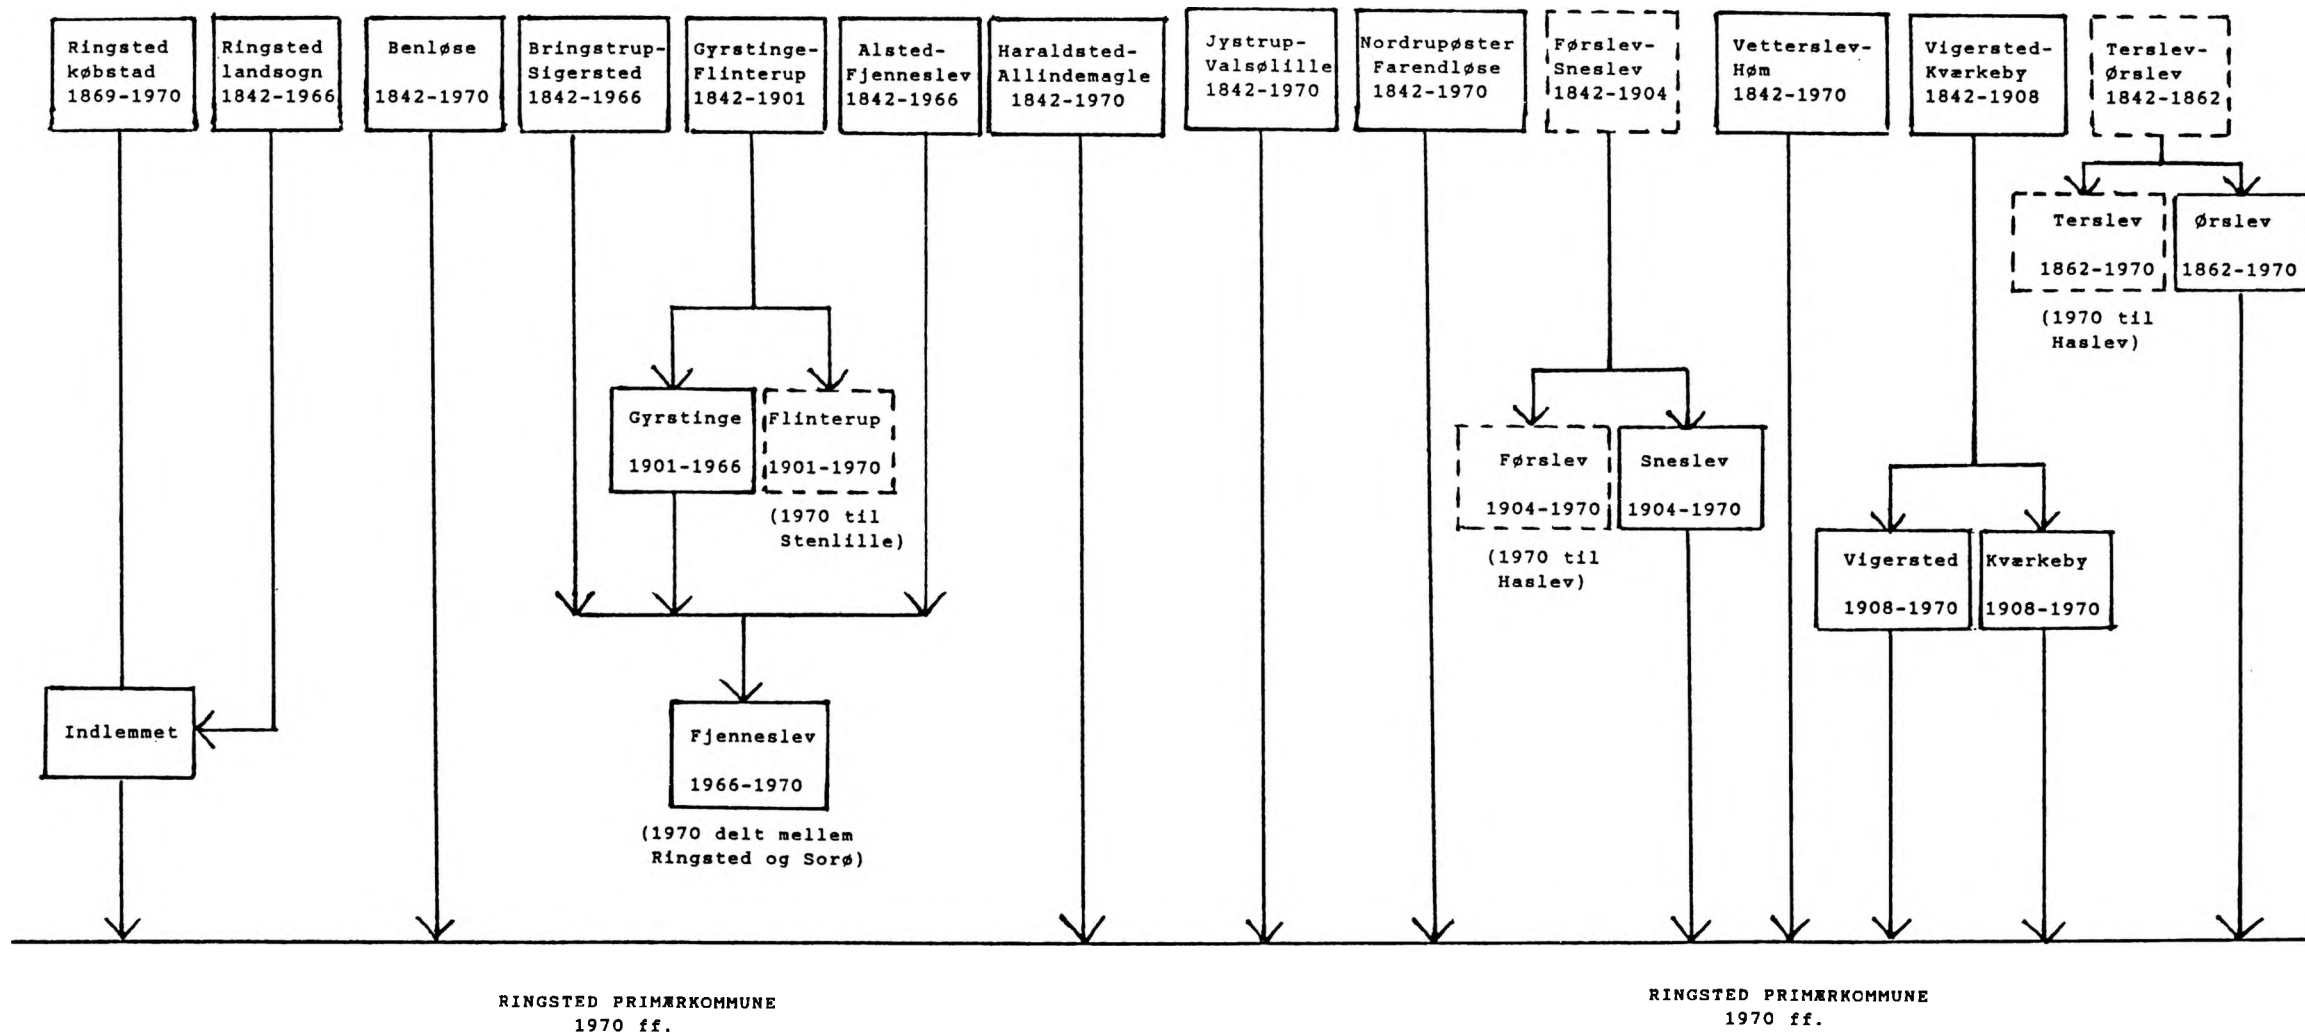 Ringsted
købstad
1869-1970
Ringsted
landsogn
1842-1966
Benløse
1842-1970
Bringstrup-
Sigersted
1842-1966
Gyrstinge-
Flinterup
1842-1901
Alsted-
Fjenneslev
1842-1966
Haraldsted-
Allindemagle
1842-1970
Jystrup-
Valsølille
1842-1970
Nordrupøster
Farendløse
1842-1970
Førslev-
Sneslev
1842-1904
Vetterslev-
Høm
1842-1970
Vigersted-
Kværkeby
1842-1908
Terslev-
Ørslev
1842-1862
Terslev
1862-1970
(1970 til
Haslev)
Ørslev
1862-1970
Gyrstinge
1901-1966
Flinterup
1901-1970
(1970 til
Stenlille)
Førslev
1904-1970
(1970 til
Haslev)
Sneslev
1904-1970
Vigersted
1908-1970
Kværkeby
1908-1970
Indlemmet
Fjenneslev
1966-1970
(1970 delt mellem
Ringsted og Sorø)
RINGSTED PRIMÆRKOMMUNE
1970 ff.
RINGSTED PRIMÆRKOMMUNE
1970 ff.